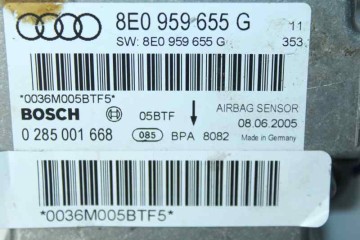 8E0 959 655 G 11
SW: 8E0 959 655 G 353
*0036M005BTF5*
BOSCH 05BTF AIRBAG SENSOR
08.06.2005
0 285 001 668 085 BPA 8082 Made in Germany
*0036M005BTF5*